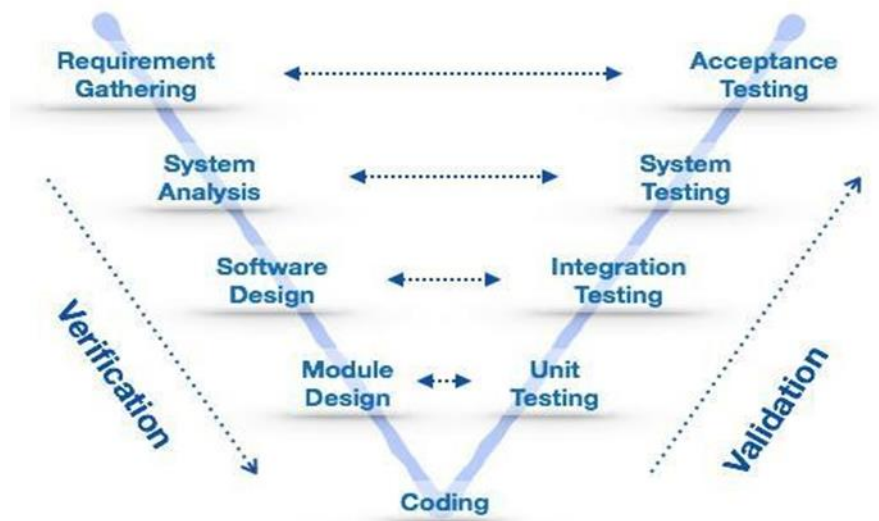 Requirement
Gathering
Acceptance
Testing
System
Analysis
System
Testing
Software
Design
Integration
Testing
Verification
Validation
Module
Design
Unit
Testing
Coding